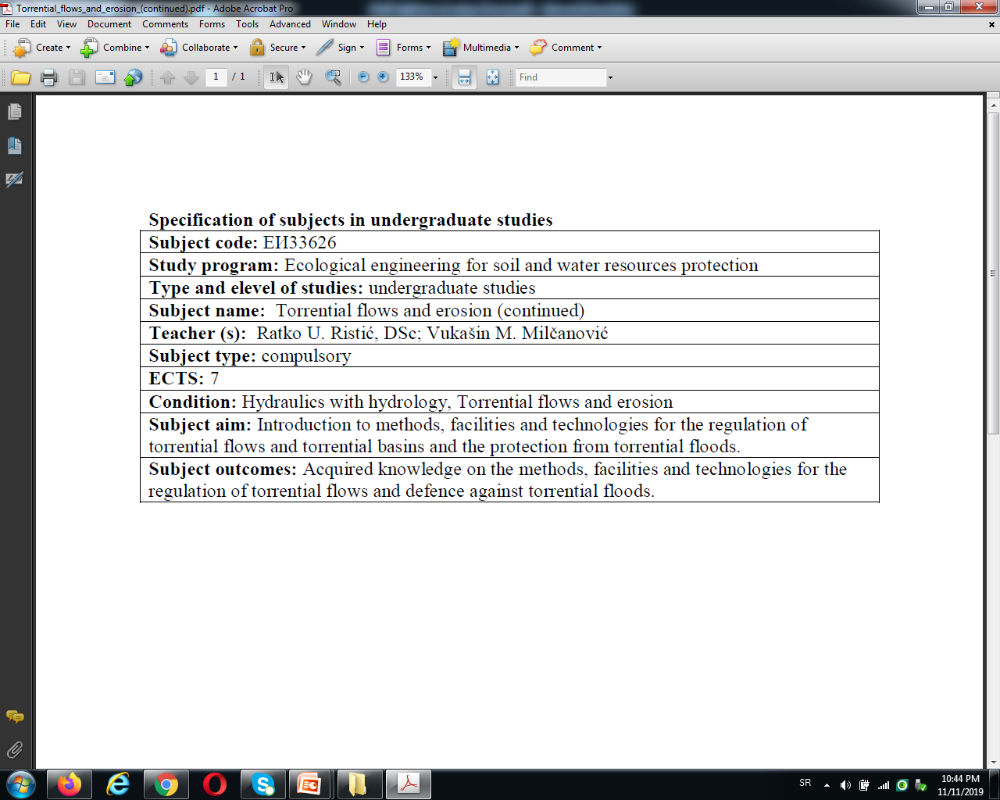 Torrential_flows_and_erosion_(continued).pdf - Adobe Acrobat Pro
File Edit View Document Comments Forms Tools Advanced Window Help
Create Combine Collaborate Secure Sign Forms Multimedia Comment
1 / 1 133% Find
Specification of subjects in undergraduate studies
Subject code: ЕИ33626
Study program: Ecological engineering for soil and water resources protection
Type and elevel of studies: undergraduate studies
Subject name: Torrential flows and erosion (continued)
Teacher (s): Ratko U. Ristić, DSc; Vukašin M. Milčanović
Subject type: compulsory
ECTS: 7
Condition: Hydraulics with hydrology, Torrential flows and erosion
Subject aim: Introduction to methods, facilities and technologies for the regulation of
torrential flows and torrential basins and the protection from torrential floods.
Subject outcomes: Acquired knowledge on the methods, facilities and technologies for the
regulation of torrential flows and defence against torrential floods.
SR
10:44 PM
11/11/2019